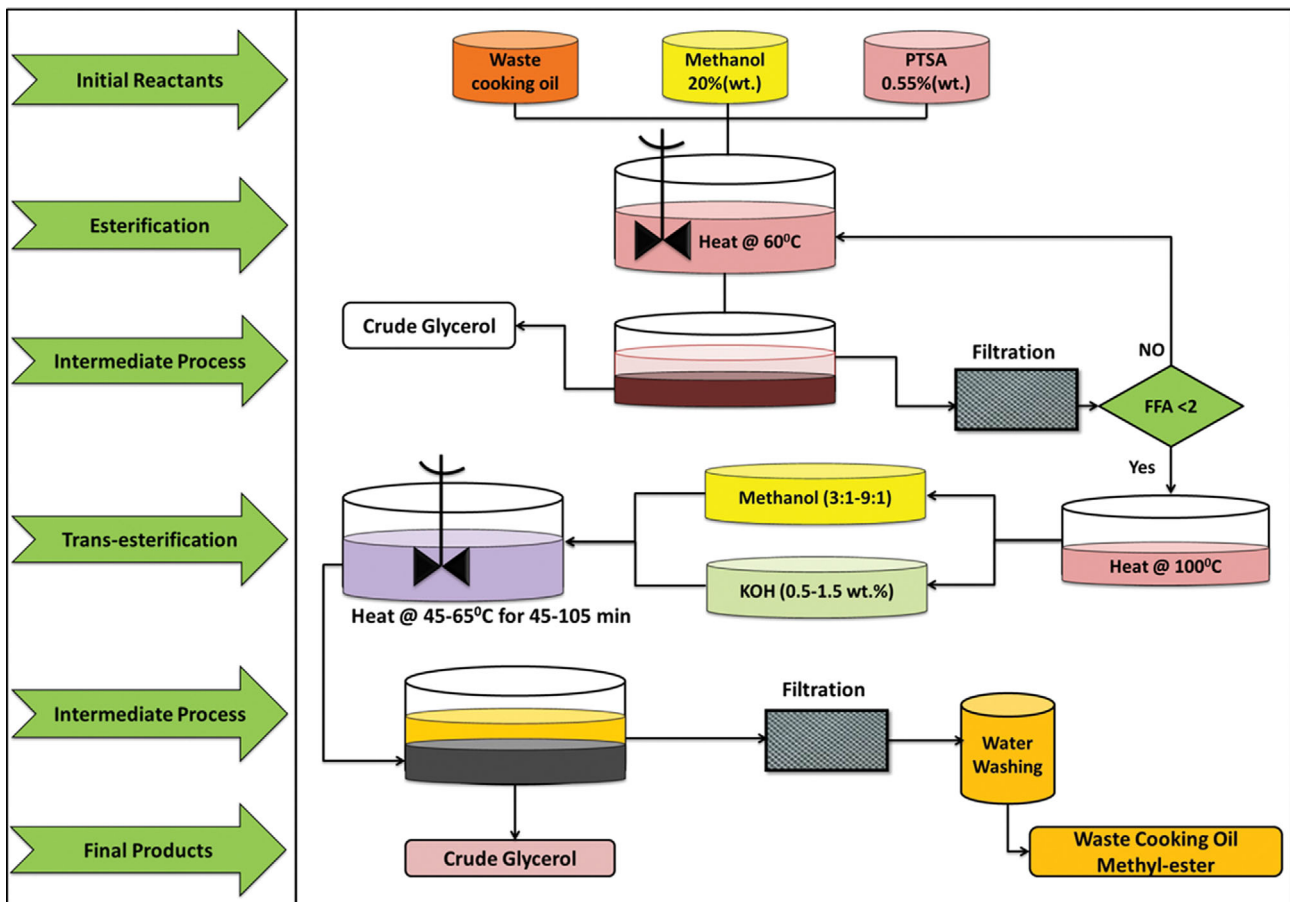 Initial Reactants
Waste
cooking oil
Methanol
20%(wt.)
PTSA
0.55%(wt.)
Esterification
Heat @ 60⁰C
Intermediate Process
Crude Glycerol
Filtration
NO
FFA <2
Yes
Trans-esterification
Methanol (3:1-9:1)
KOH (0.5-1.5 wt.%)
Heat @ 100⁰C
Heat @ 45-65⁰C for 45-105 min
Intermediate Process
Filtration
Water
Washing
Final Products
Crude Glycerol
Waste Cooking Oil
Methyl-ester